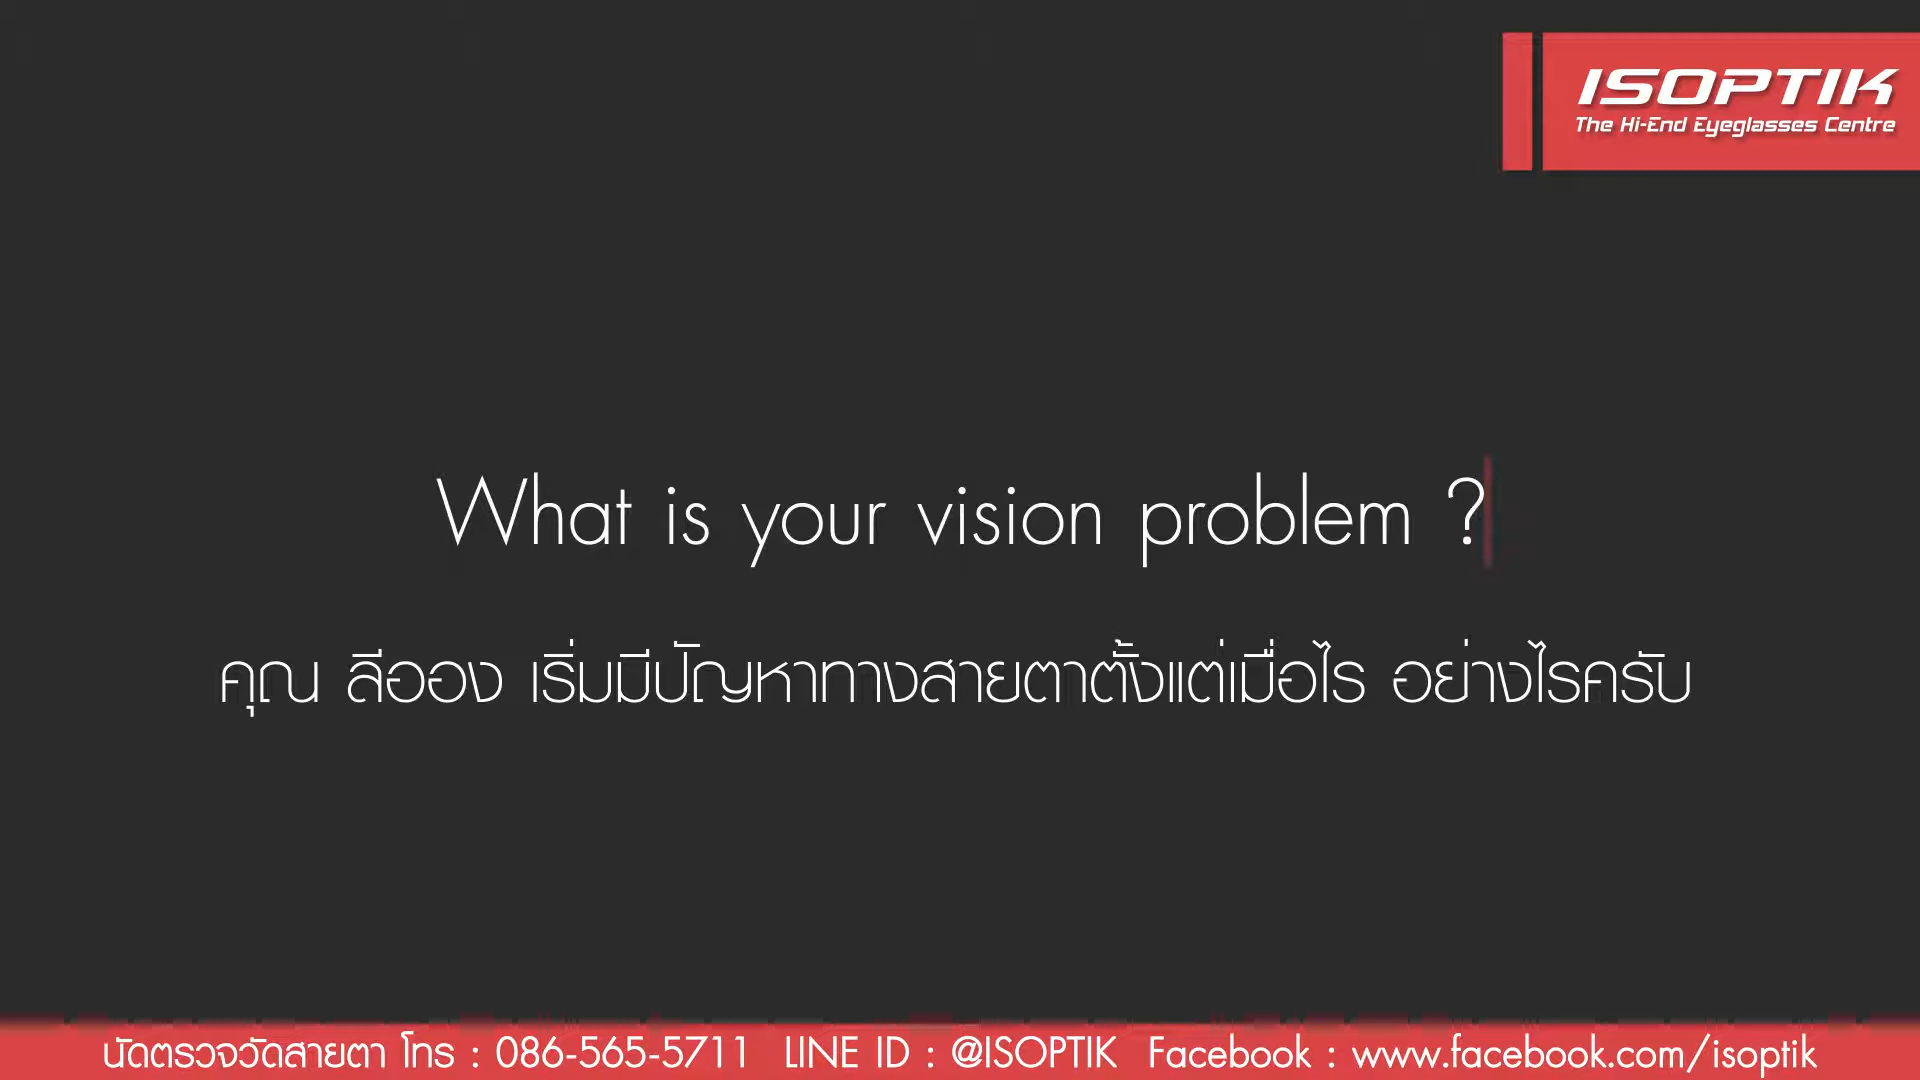 ISOPTIK
The Hi-End Eyeglasses Centre
What is your vision problem ?
คุณ ลีออง เริ่มมีปัญหาทางสายตาตั้งแต่เมื่อไร อย่างไรครับ
นัดตรวจวัดสายตา โทร : 086-565-5711 LINE ID : @ISOPTIK Facebook : www.facebook.com/isoptik